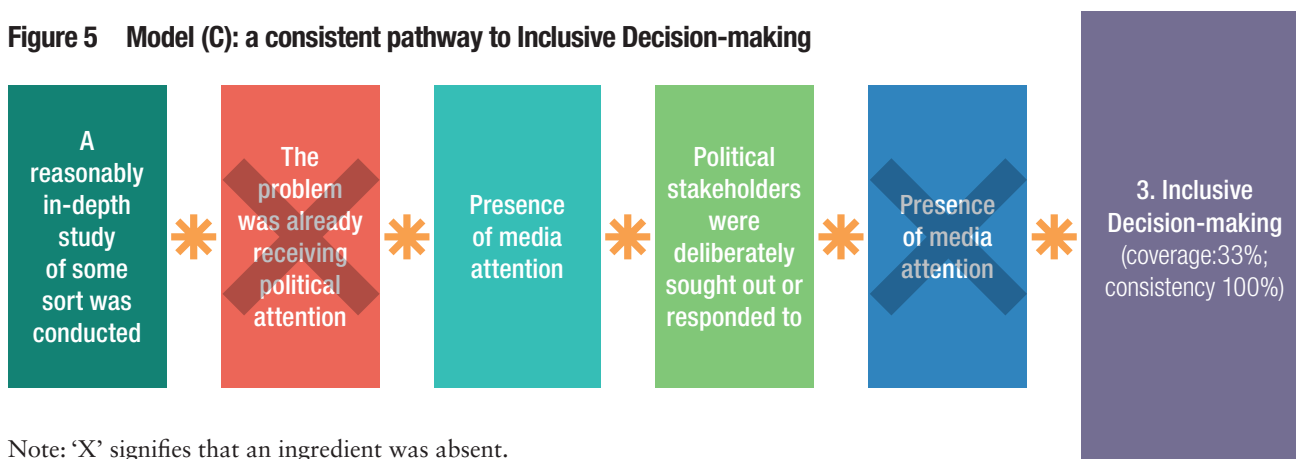 Figure 5 Model (C): a consistent pathway to Inclusive Decision-making
A
reasonably
in-depth
study
of some
sort was
conducted
The
problem
was already
receiving
political
attention
Presence
of media
attention
Political
stakeholders
were
deliberately
sought out or
responded to
Presence
of media
attention
3. Inclusive
Decision-making
(coverage:33%;
consistency 100%)
Note: ‘X’ signifies that an ingredient was absent.